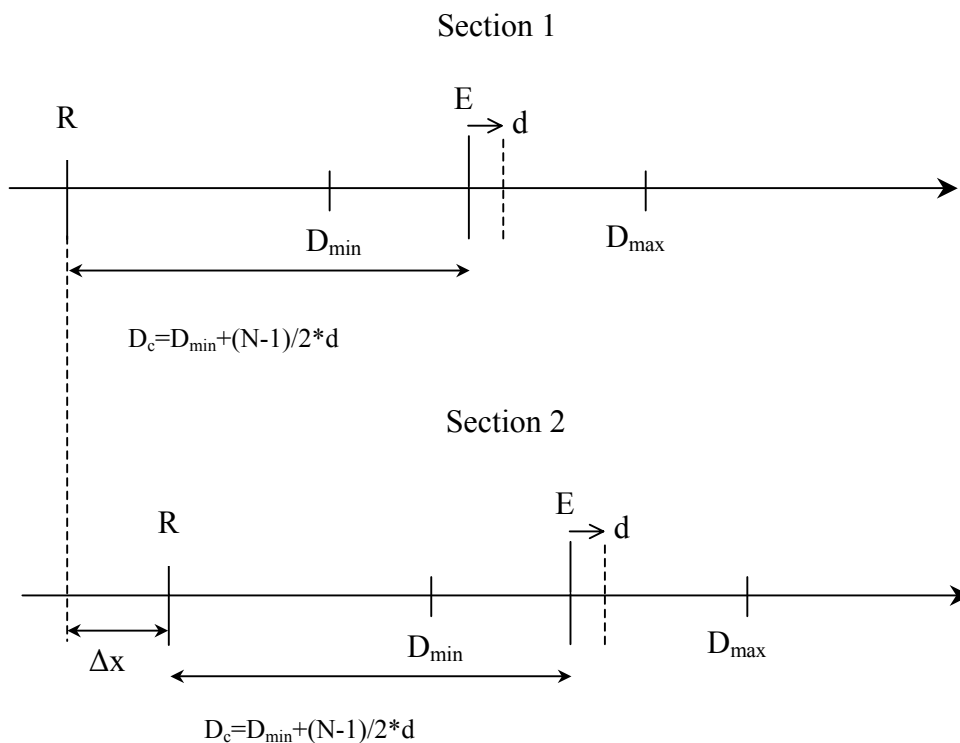 Section 1
E
R
d
D_min
D_max
D_c=D_min+(N-1)/2*d
Section 2
E
R
d
D_min
D_max
Δx
D_c=D_min+(N-1)/2*d